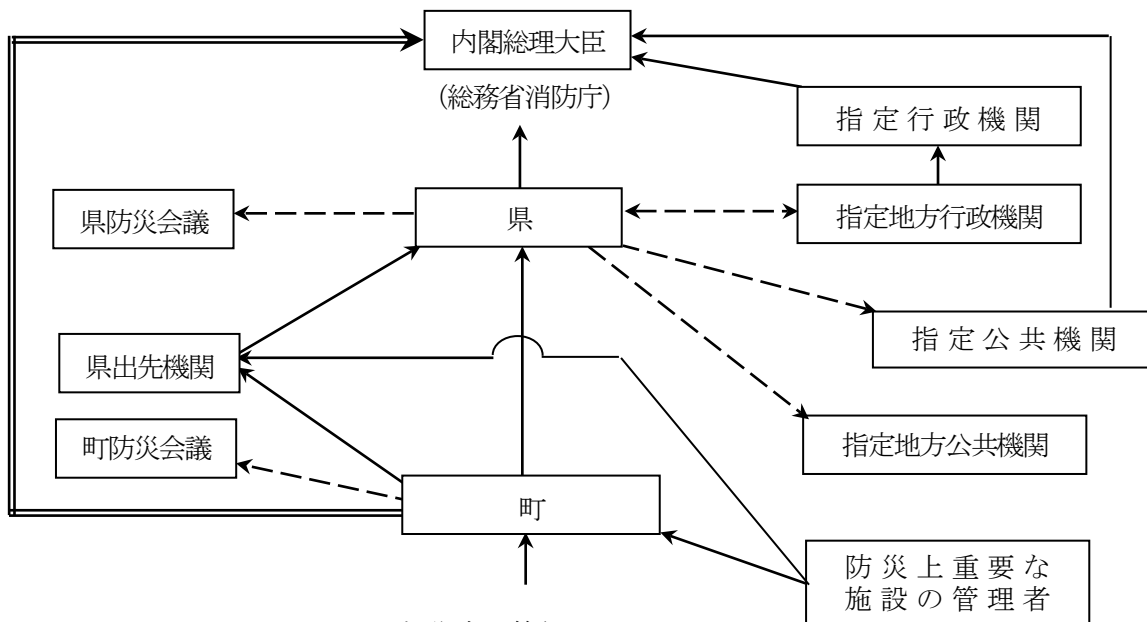 内閣総理大臣
(総務省消防庁)
指定行政機関
県防災会議
県
指定地方行政機関
県出先機関
指定公共機関
町防災会議
指定地方公共機関
町
防災上重要な
施設の管理者